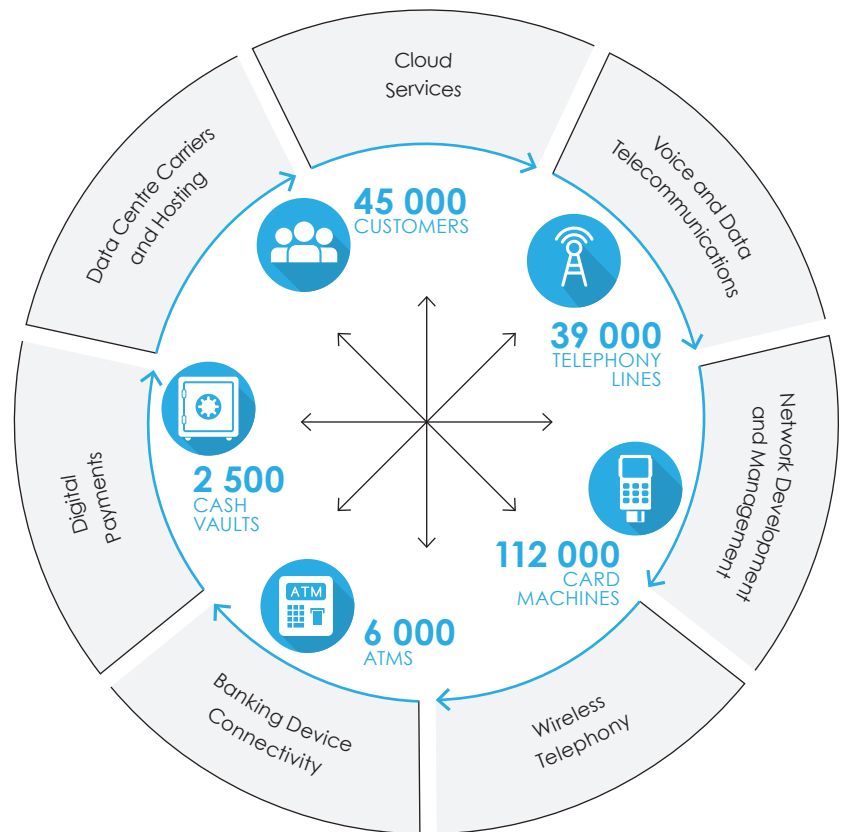 Cloud
Services
Voice and Data
Telecommunications
Network Development
and Management
Wireless
Telephony
Banking Device
Connectivity
Digital
Payments
Data Centre Carriers
and Hosting
45 000
CUSTOMERS
39 000
TELEPHONY
LINES
112 000
CARD
MACHINES
ATM
6 000
ATMS
2 500
CASH
VAULTS